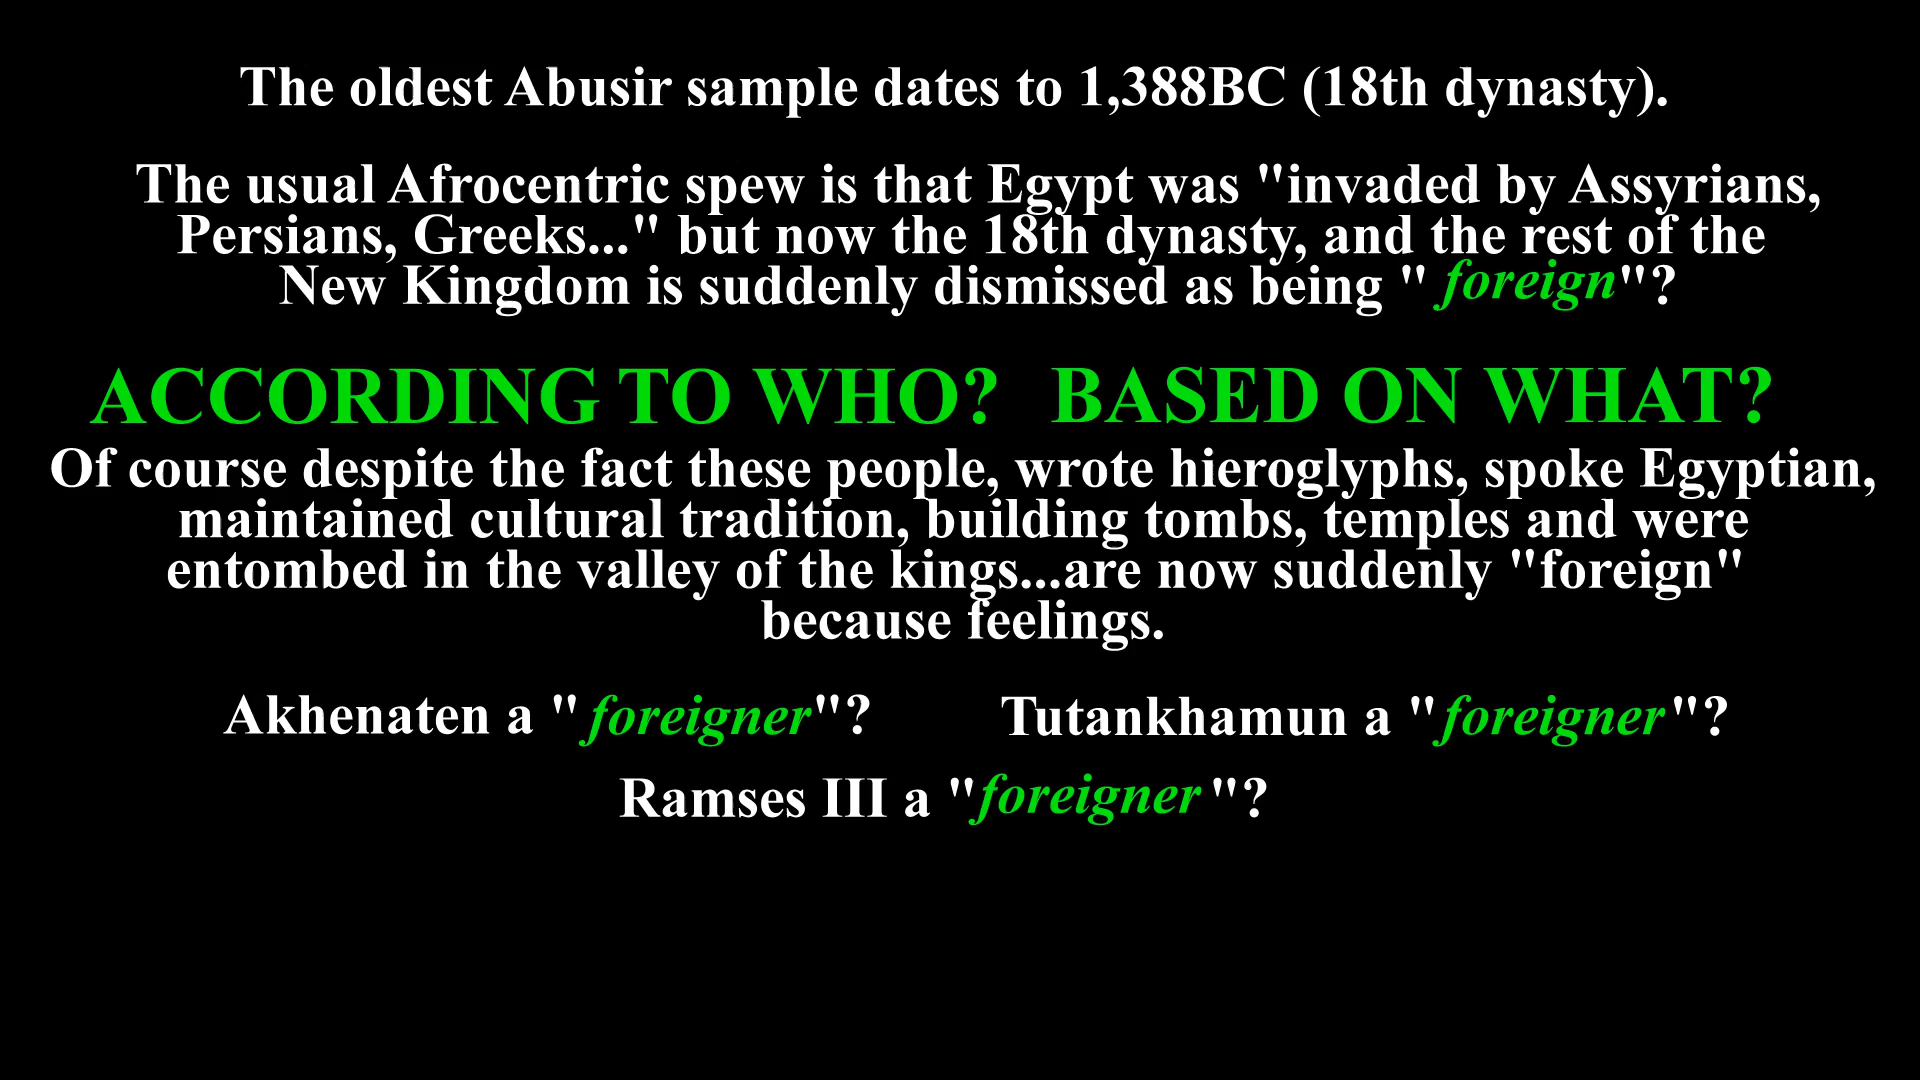 The oldest Abusir sample dates to 1,388BC (18th dynasty).
The usual Afrocentric spew is that Egypt was "invaded by Assyrians,
Persians, Greeks..." but now the 18th dynasty, and the rest of the
New Kingdom is suddenly dismissed as being "foreign"?
ACCORDING TO WHO? BASED ON WHAT?
Of course despite the fact these people, wrote hieroglyphs, spoke Egyptian,
maintained cultural tradition, building tombs, temples and were
entombed in the valley of the kings...are now suddenly "foreign"
because feelings.
Akhenaten a "foreigner"? Tutankhamun a "foreigner"?
Ramses III a "foreigner"?